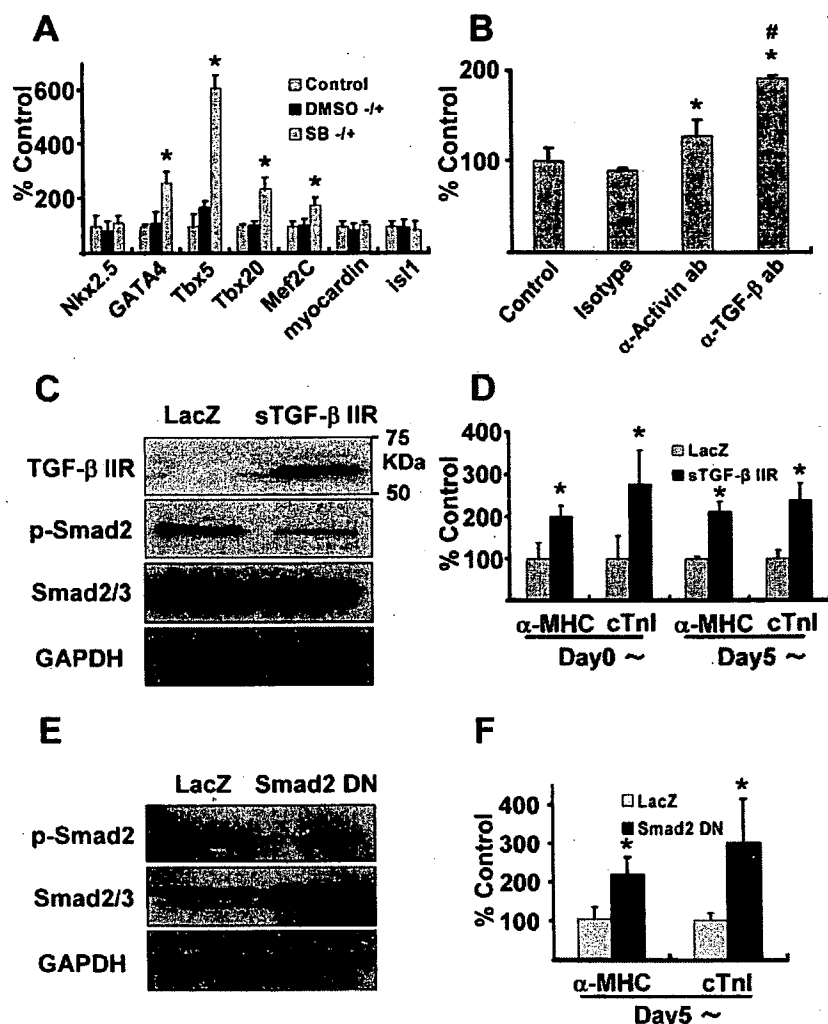 A
% Control
600
400
200
Control
DMSO -/+
SB -/+
*
*
*
*
Nkx2.5
GATA4
Tbx5
Tbx20
Mef2C
myocardin
isl1
B
% Control
200
100
*
#
*
Control
Isotype
α-Activin ab
α-TGF-β ab
C
LacZ sTGF-β IIR
TGF-β IIR
75
KDa
50
p-Smad2
Smad2/3
GAPDH
D
% Control
400
300
200
100
LacZ
sTGF-β IIR
*
*
*
*
α-MHC cTnI α-MHC cTnI
Day0 ~ Day5 ~
E
LacZ Smad2 DN
p-Smad2
Smad2/3
GAPDH
F
% Control
400
300
200
100
LacZ
Smad2 DN
*
*
α-MHC cTnI
Day5 ~